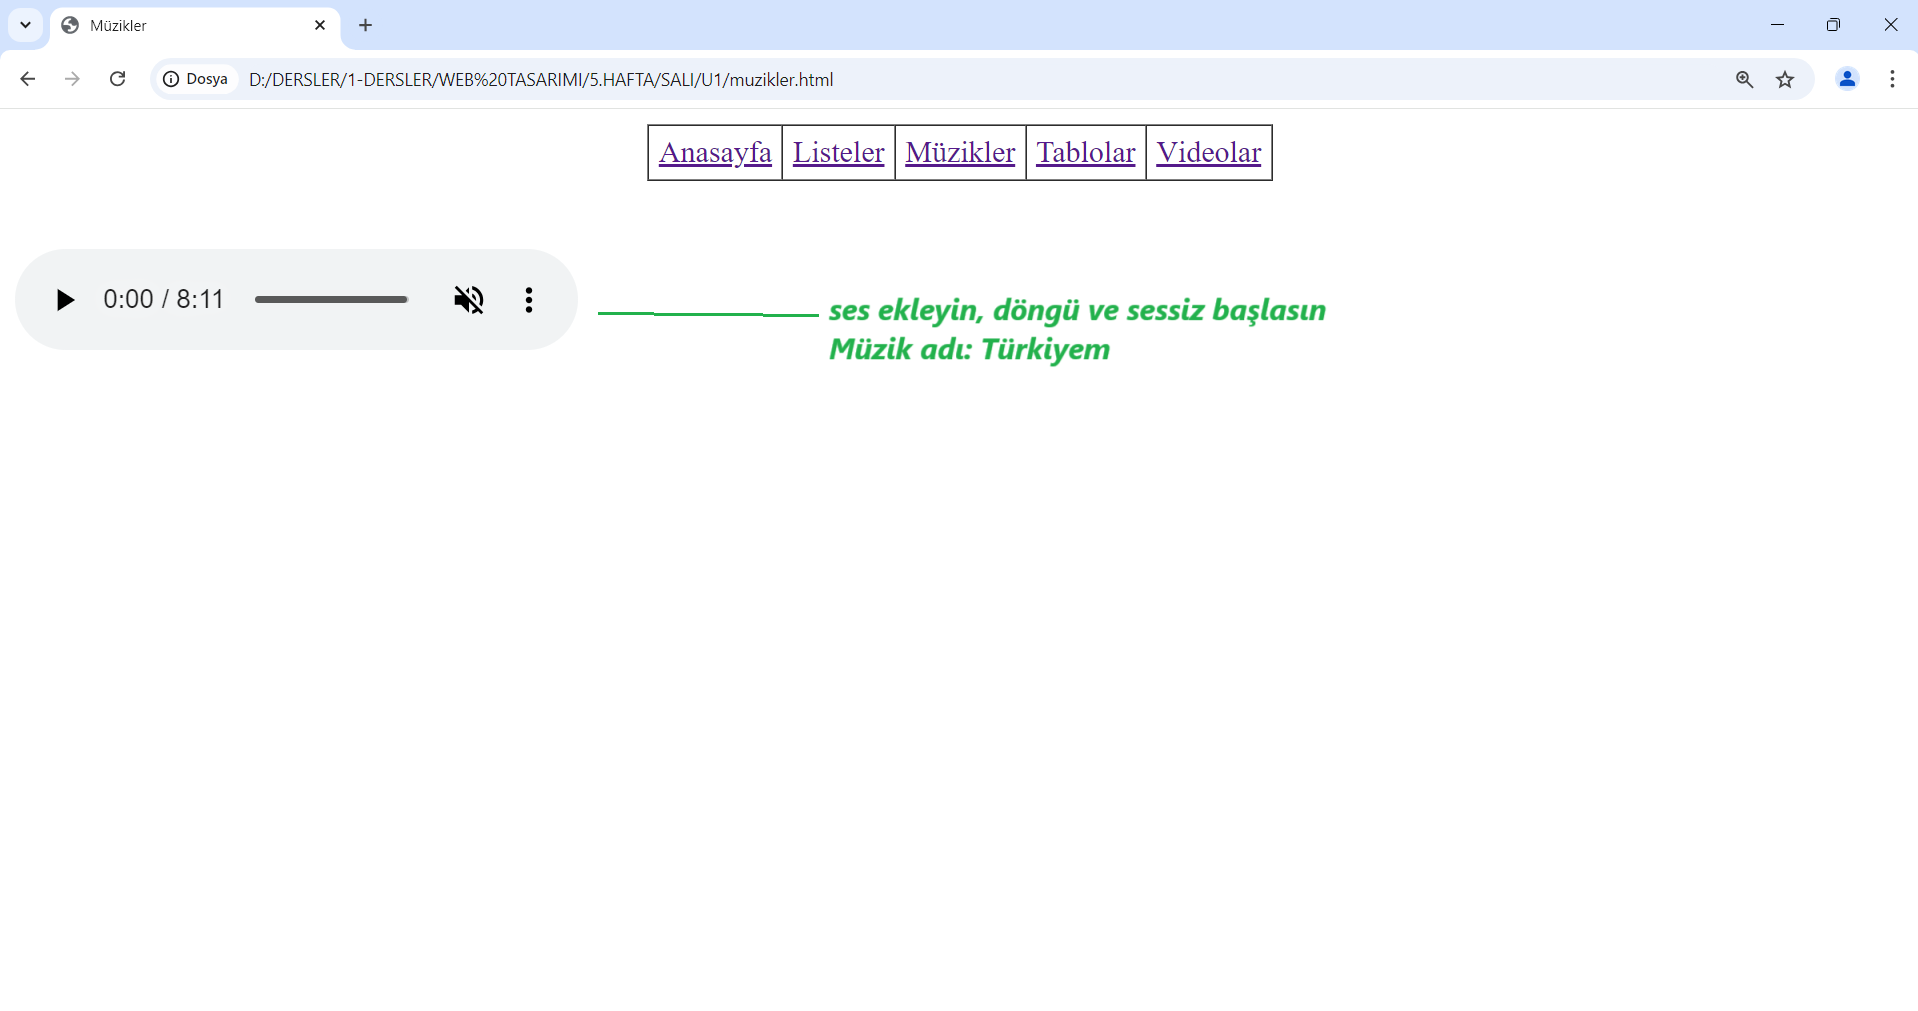 Müzikler
Dosya
D:/DERSLER/1-DERSLER/WEB%20TASARIMI/5.HAFTA/SALI/U1/muzikler.html
Anasayfa Listeler Müzikler Tablolar Videolar
0:00 / 8:11
ses ekleyin, döngü ve sessiz başlasın
Müzik adı: Türkiyem